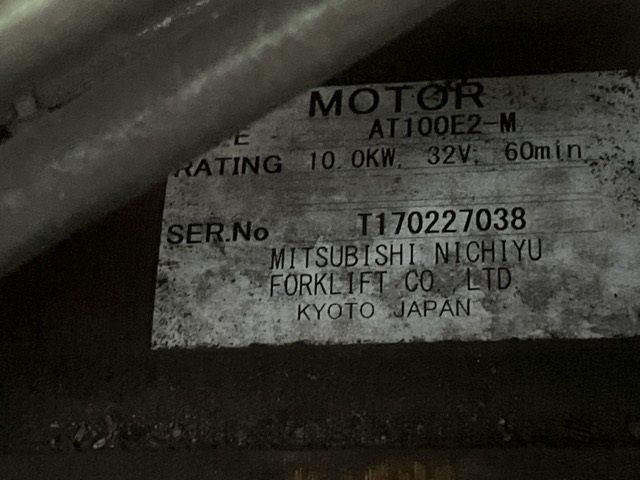 MOTOR
E - AT100E2-M
RATING 10.0KW, 32V, 60min.
SER.No T170227038
MITSUBISHI NICHIYU
FORKLIFT CO.,LTD.
KYOTO JAPAN